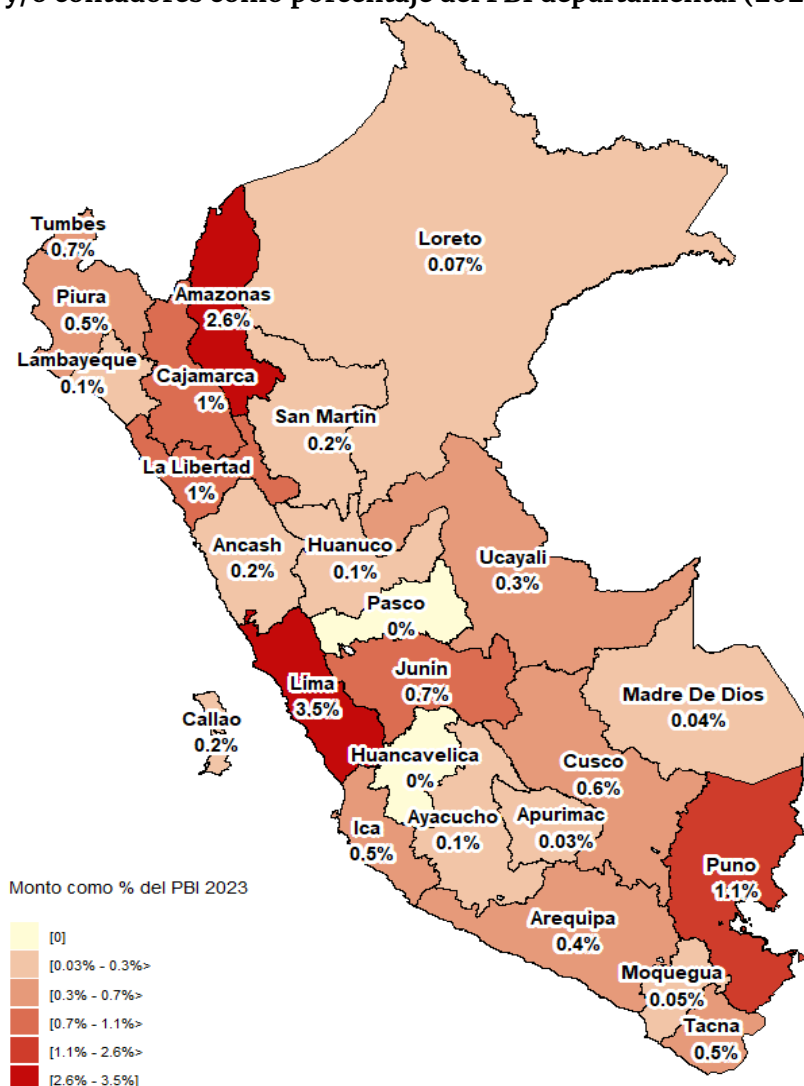 y/o contadores como porcentaje del PBI departamental (202
Tumbes
0.7%
Loreto
0.07%
Piura
0.5%
Amazonas
2.6%
Lambayeque
0.1%
Cajamarca
1%
San Martin
0.2%
La Libertad
1%
Ancash
0.2%
Huanuco
0.1%
Ucayali
0.3%
Pasco
0%
Junin
0.7%
Lima
3.5%
Madre De Dios
0.04%
Callao
0.2%
Huancavelica
0%
Cusco
0.6%
Ayacucho
0.1%
Apurimac
0.03%
Ica
0.5%
Puno
1.1%
Arequipa
0.4%
Moquegua
0.05%
Tacna
0.5%
Monto como % del PBI 2023
[0]
[0.03% - 0.3%>
[0.3% - 0.7%>
[0.7% - 1.1%>
[1.1% - 2.6%>
[2.6% - 3.5%]